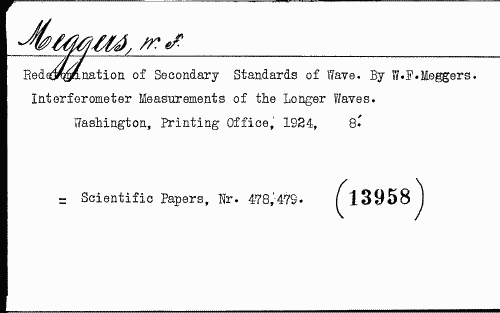 Meggers, W. F.
Redetermination of Secondary Standards of Wave. By W.F.Meggers.
Interferometer Measurements of the Longer Waves.
Washington, Printing Office, 1924, 8.'
= Scientific Papers, Nr. 478,479. (13958)